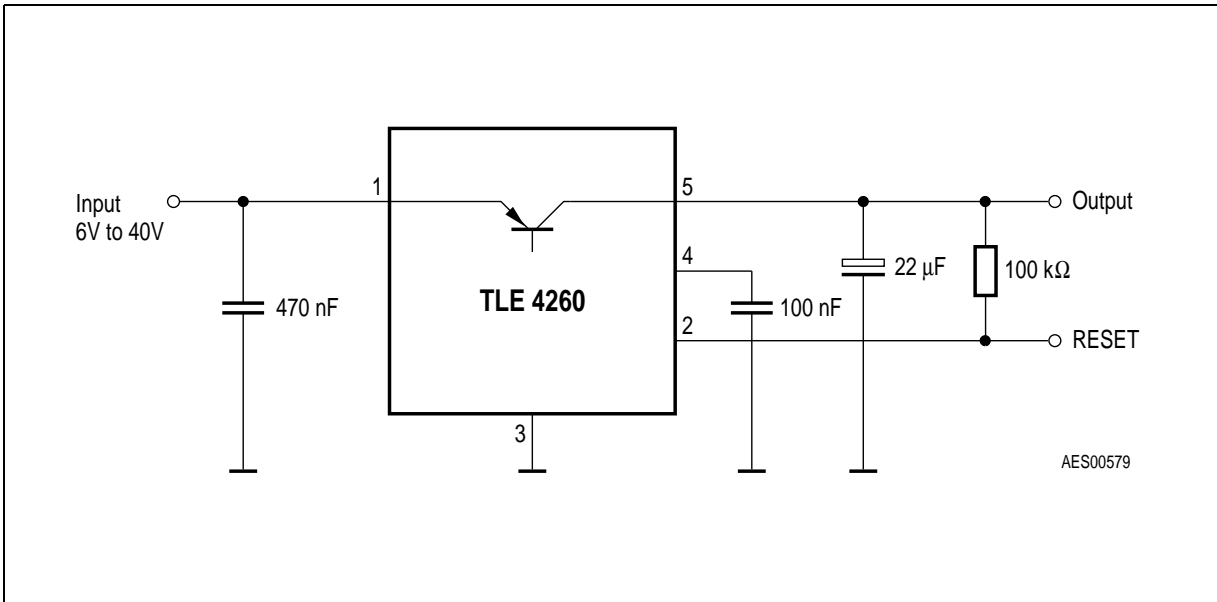 1
5
Input
6V to 40V
Output
4
22 µF
100 kΩ
470 nF
TLE 4260
100 nF
2
RESET
3
AES00579